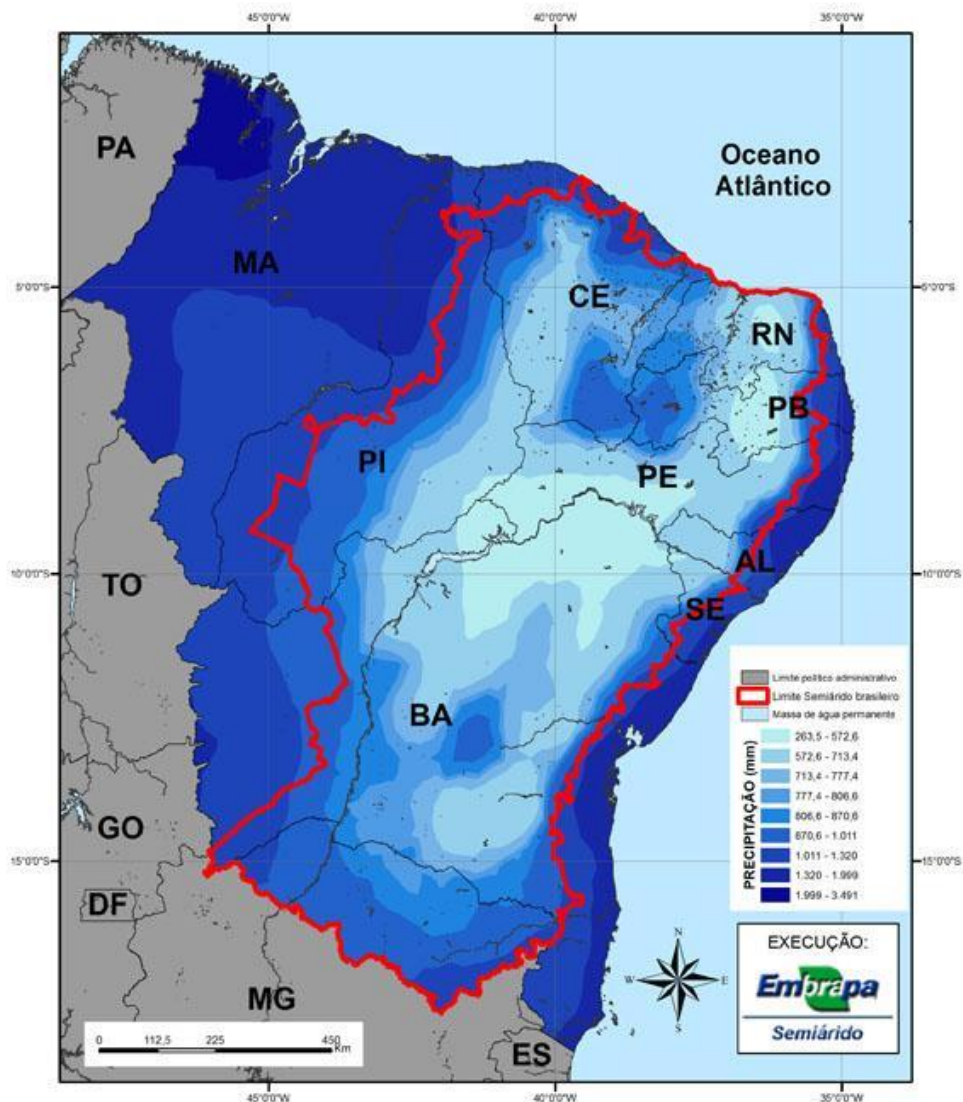 45°0'0"W 40°0'0"W 35°0'0"W
PA
Oceano
Atlântico
MA
5°0'0"S 5°0'0"S
CE
RN
PB
PI
PE
AL
10°0'0"S 10°0'0"S
TO
SE
BA
Limite político administrativo
Limite Semiárido brasileiro
Massa de água permanente
PRECIPITAÇÃO (mm)
263,5 - 572,6
572,6 - 713,4
713,4 - 777,4
777,4 - 806,6
806,6 - 870,6
870,6 - 1.011
1.011 - 1.320
1.320 - 1.999
1.999 - 3.491
GO
15°0'0"S 15°0'0"S
DF
EXECUÇÃO:
Embrapa
Semiárido
N
W E
S
MG
0 112,5 225 450
Km
ES
45°0'0"W 40°0'0"W 35°0'0"W